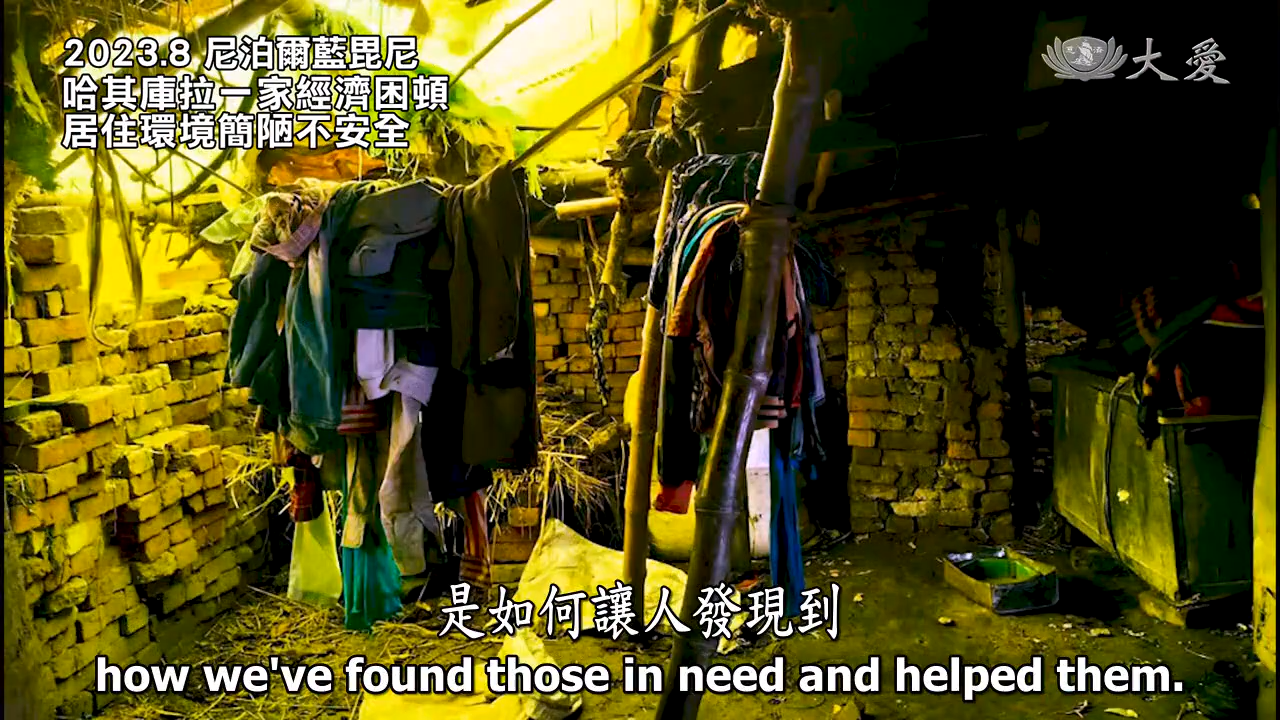 2023.8 尼泊爾藍毘尼
哈其庫拉一家經濟困頓
居住環境簡陋不安全
大愛
是如何讓人發現到
how we've found those in need and helped them.